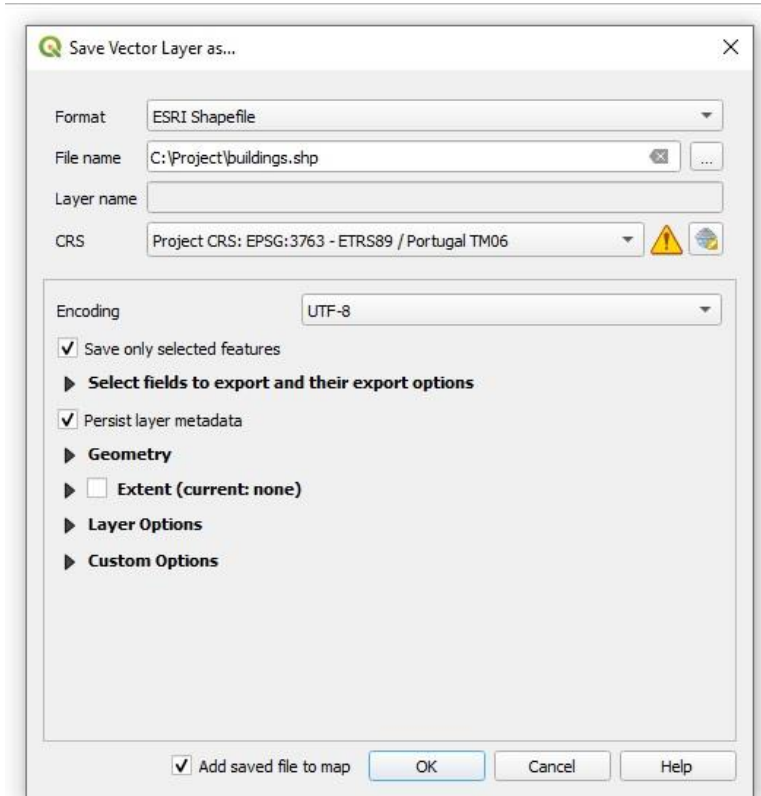 Save Vector Layer as...
Format ESRI Shapefile
File name C:\Project\buildings.shp ...
Layer name
CRS Project CRS: EPSG:3763 - ETRS89 / Portugal TM06
Encoding UTF-8
Save only selected features
Select fields to export and their export options
Persist layer metadata
Geometry
Extent (current: none)
Layer Options
Custom Options
Add saved file to map OK Cancel Help